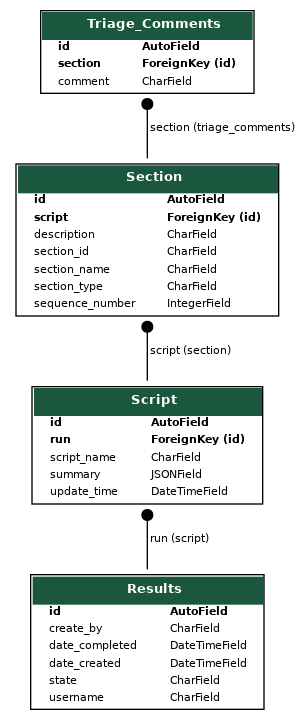 Triage_Comments
id AutoField
section ForeignKey (id)
comment CharField
section (triage_comments)
Section
id AutoField
script ForeignKey (id)
description CharField
section_id CharField
section_name CharField
section_type CharField
sequence_number IntegerField
script (section)
Script
id AutoField
run ForeignKey (id)
script_name CharField
summary JSONField
update_time DateTimeField
run (script)
Results
id AutoField
create_by CharField
date_completed DateTimeField
date_created DateTimeField
state CharField
username CharField